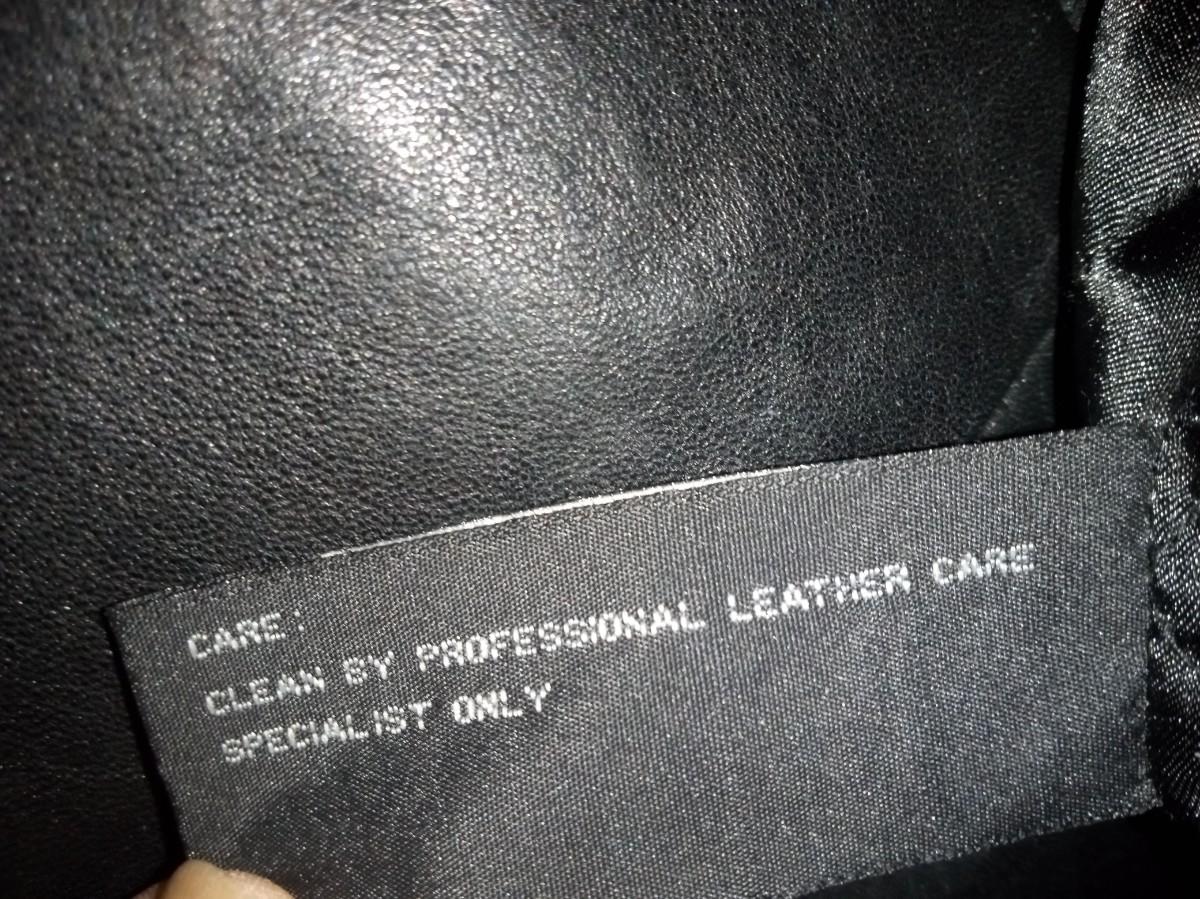 CARE:
CLEAN BY PROFESSIONAL LEATHER CARE
SPECIALIST ONLY